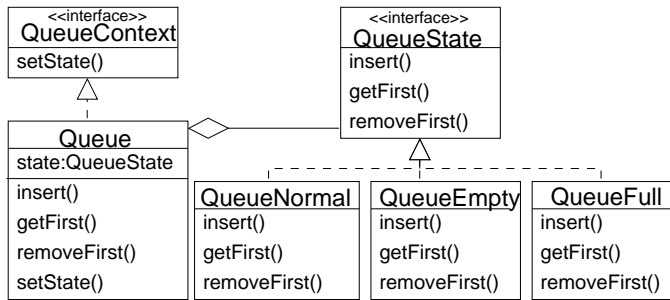 <<interface>>
QueueContext
setState()
<<interface>>
QueueState
insert()
getFirst()
removeFirst()
Queue
state:QueueState
insert()
getFirst()
removeFirst()
setState()
QueueNormal
insert()
getFirst()
removeFirst()
QueueEmpty
insert()
getFirst()
removeFirst()
QueueFull
insert()
getFirst()
removeFirst()